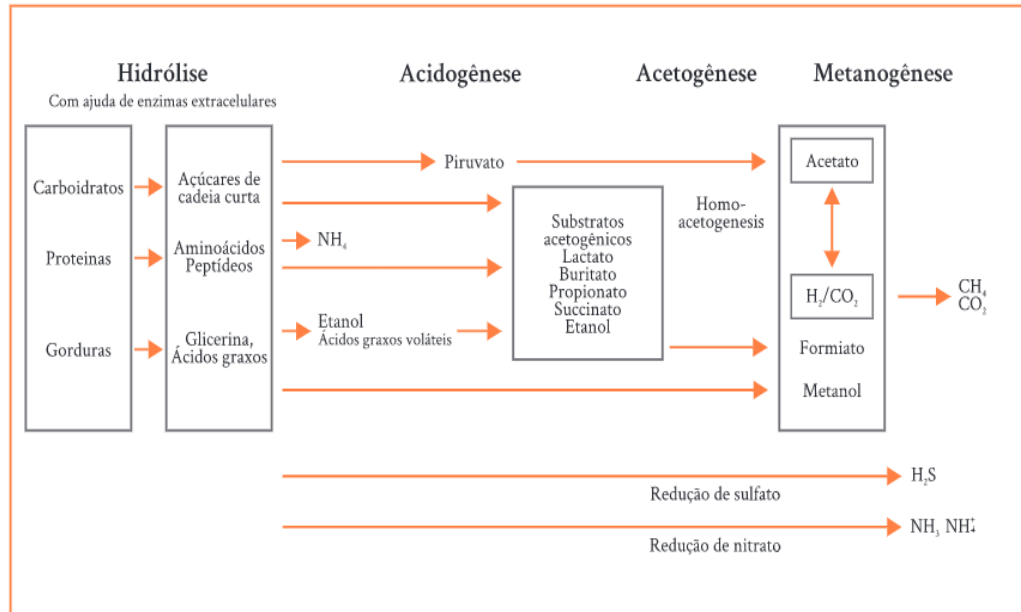 Hidrólise
Acidogênese
Acetogênese
Metanogênese
Com ajuda de enzimas extracelulares
Carboidratos
Proteinas
Gorduras
Açúcares de
cadeia curta
Aminoácidos
Peptídeos
Glicerina,
Ácidos graxos
Piruvato
NH₄
Etanol
Ácidos graxos voláteis
Substratos
acetogênicos
Lactato
Buritato
Propionato
Succinato
Etanol
Homo-
acetogenesis
Acetato
H₂/CO₂
Formiato
Metanol
CH₄
CO₂
Redução de sulfato
H₂S
Redução de nitrato
NH₃ NH₄⁺